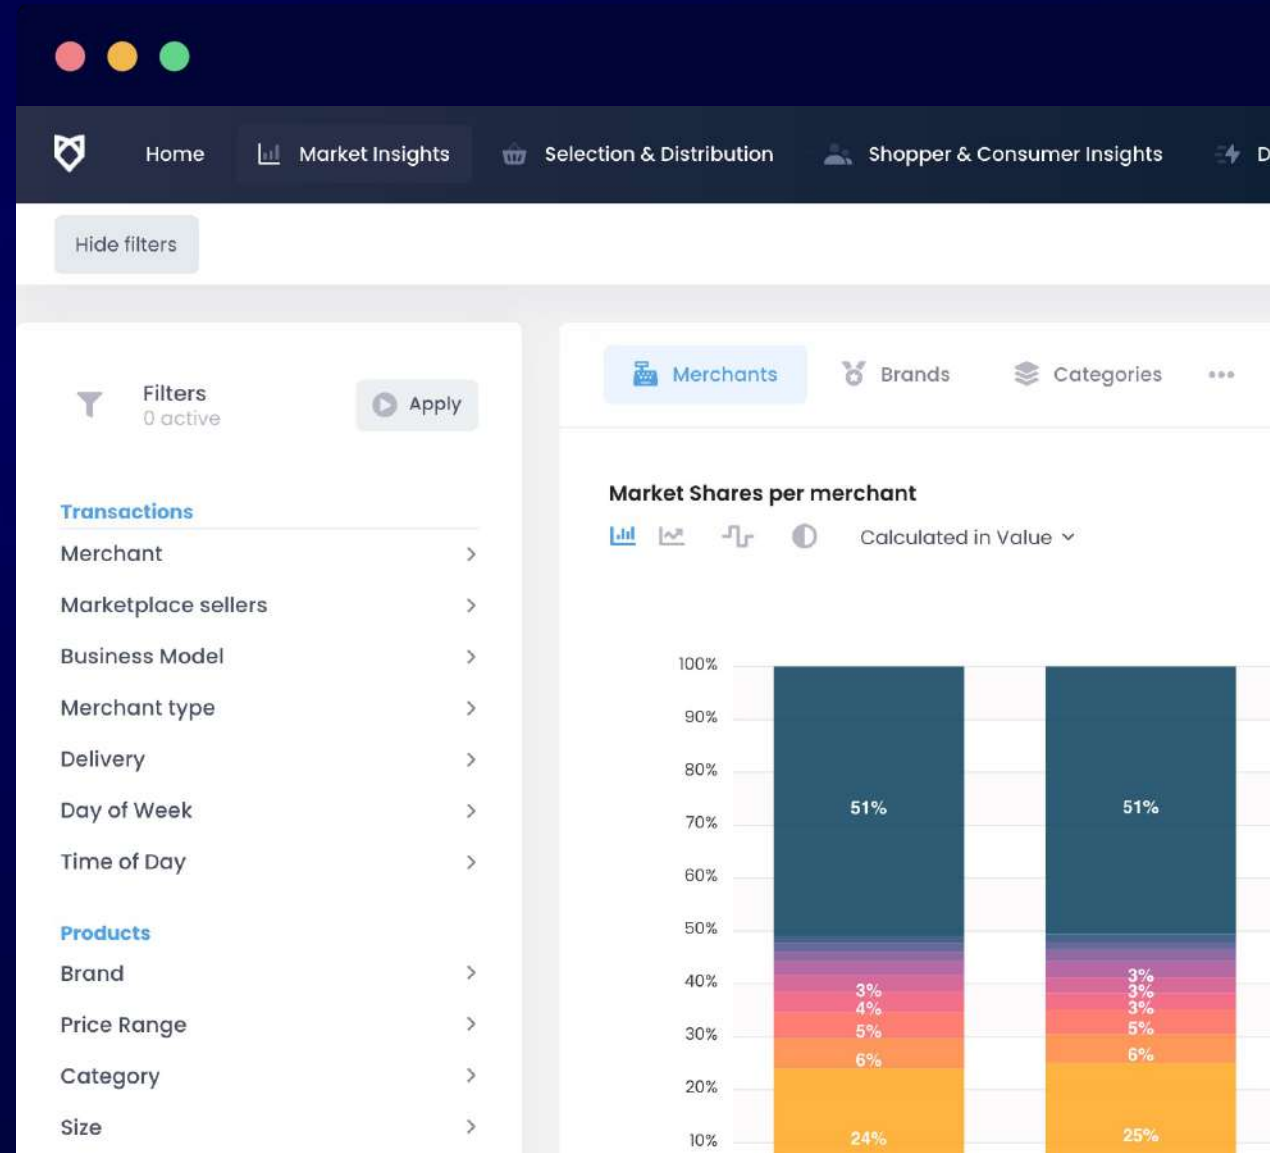 Home Market Insights Selection & Distribution Shopper & Consumer Insights D
Hide filters
Filters
0 active
Apply
Merchants Brands Categories
Transactions
Merchant
Marketplace sellers
Business Model
Merchant type
Delivery
Day of Week
Time of Day
Products
Brand
Price Range
Category
Size
Market Shares per merchant
Calculated in Value
100%
90%
80%
70%
60%
50%
40%
30%
20%
10%
51%
3%
4%
5%
6%
24%
51%
3%
3%
3%
5%
6%
25%